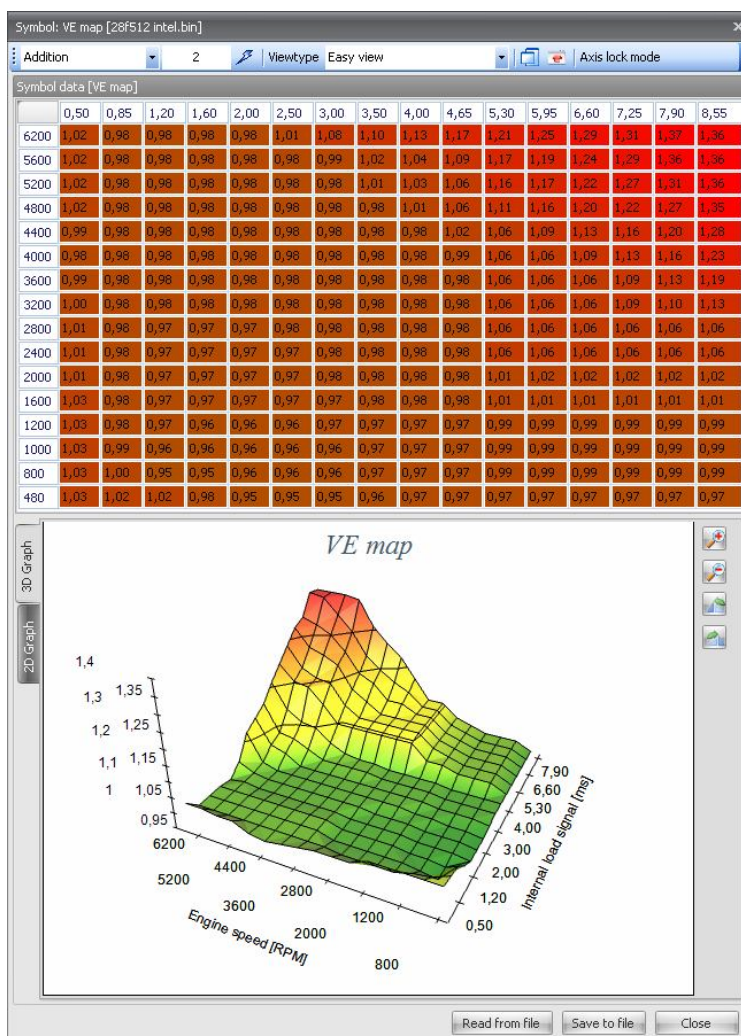 Symbol: VE map [28f512 intel.bin]
Addition 2 Viewtype Easy view Axis lock mode
Symbol data [VE map]
0,50 0,85 1,20 1,60 2,00 2,50 3,00 3,50 4,00 4,65 5,30 5,95 6,60 7,25 7,90 8,55
6200 1,02 0,98 0,98 0,98 0,98 1,01 1,08 1,10 1,13 1,17 1,21 1,25 1,29 1,31 1,37 1,36
5600 1,02 0,98 0,98 0,98 0,98 0,98 0,99 1,02 1,04 1,09 1,17 1,19 1,24 1,29 1,36 1,36
5200 1,02 0,98 0,98 0,98 0,98 0,98 0,98 1,01 1,03 1,06 1,16 1,17 1,22 1,27 1,31 1,36
4800 1,02 0,98 0,98 0,98 0,98 0,98 0,98 0,98 1,01 1,06 1,11 1,16 1,20 1,22 1,27 1,35
4400 0,99 0,98 0,98 0,98 0,98 0,98 0,98 0,98 0,98 1,02 1,06 1,09 1,13 1,16 1,20 1,28
4000 0,98 0,98 0,98 0,98 0,98 0,98 0,98 0,98 0,98 0,99 1,06 1,06 1,09 1,13 1,16 1,23
3600 0,99 0,98 0,98 0,98 0,98 0,98 0,98 0,98 0,98 0,98 1,06 1,06 1,06 1,09 1,13 1,19
3200 1,00 0,98 0,98 0,98 0,98 0,98 0,98 0,98 0,98 0,98 1,06 1,06 1,06 1,09 1,10 1,13
2800 1,01 0,98 0,97 0,97 0,97 0,98 0,98 0,98 0,98 0,98 1,06 1,06 1,06 1,06 1,06 1,06
2400 1,01 0,98 0,97 0,97 0,97 0,97 0,98 0,98 0,98 0,98 1,06 1,06 1,06 1,06 1,06 1,06
2000 1,01 0,98 0,97 0,97 0,97 0,97 0,98 0,98 0,98 0,98 1,01 1,02 1,02 1,02 1,02 1,02
1600 1,03 0,98 0,97 0,97 0,97 0,97 0,97 0,98 0,98 0,98 1,01 1,01 1,01 1,01 1,01 1,01
1200 1,03 0,98 0,97 0,96 0,96 0,96 0,97 0,97 0,97 0,97 0,99 0,99 0,99 0,99 0,99 0,99
1000 1,03 0,99 0,96 0,96 0,96 0,96 0,97 0,97 0,97 0,97 0,99 0,99 0,99 0,99 0,99 0,99
800 1,03 1,00 0,95 0,95 0,96 0,96 0,96 0,97 0,97 0,97 0,99 0,99 0,99 0,99 0,99 0,99
480 1,03 1,02 1,02 0,98 0,95 0,95 0,95 0,96 0,97 0,97 0,97 0,97 0,97 0,97 0,97 0,97
3D Graph
2D Graph
VE map
1,4
1,3 1,35
1,2 1,25
1,1 1,15
1 1,05
0,95
6200
5200
4400
3600
2800
2000
1200
800
Engine speed [RPM]
7,90
6,60
5,30
4,00
3,00
2,00
1,20
0,50
Internal load signal [ms]
Read from file Save to file Close